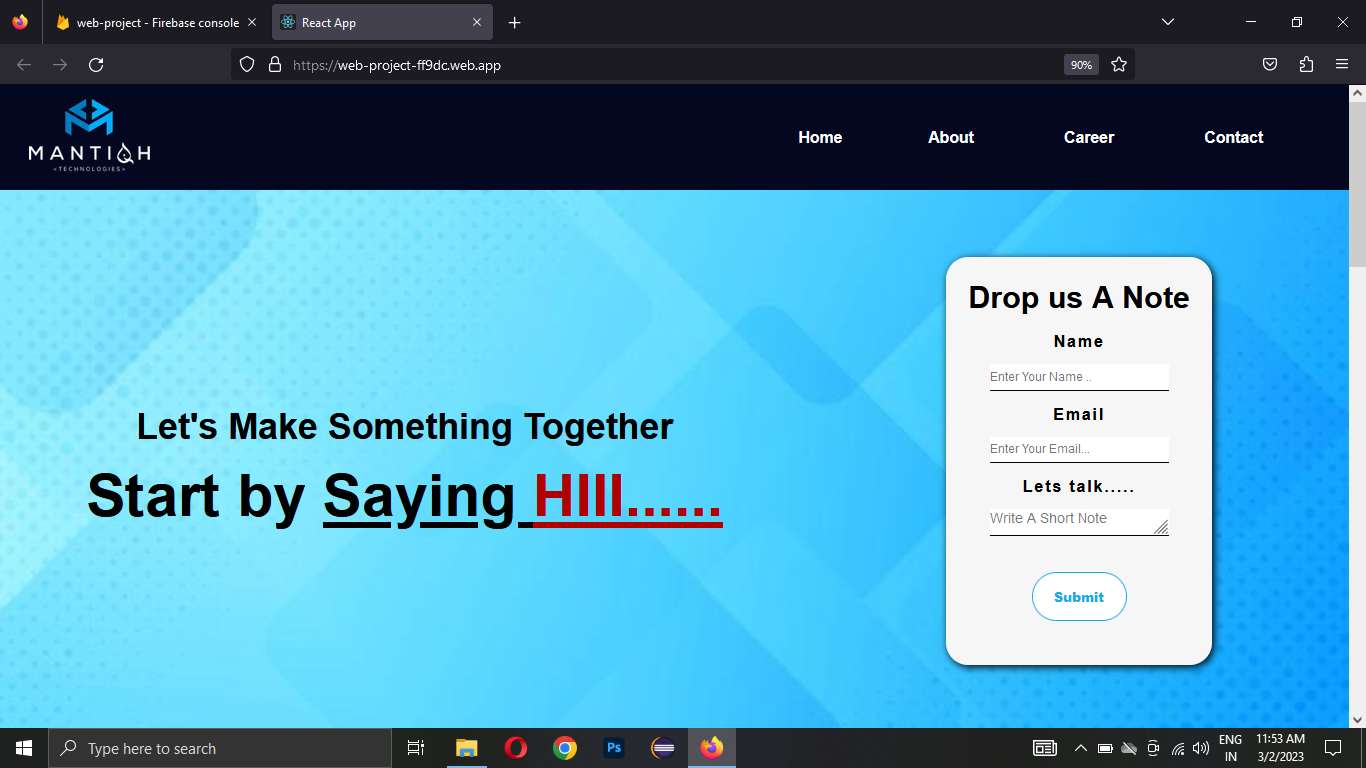 web-project - Firebase console
React App
https://web-project-ff9dc.web.app
90%
MANTIQH
<TECHNOLOGIES>
Home
About
Career
Contact
Let's Make Something Together
Start by Saying HIII......
Drop us A Note
Name
Enter Your Name ..
Email
Enter Your Email...
Lets talk.....
Write A Short Note
Submit
Type here to search
Ps
ENG
IN
11:53 AM
3/2/2023